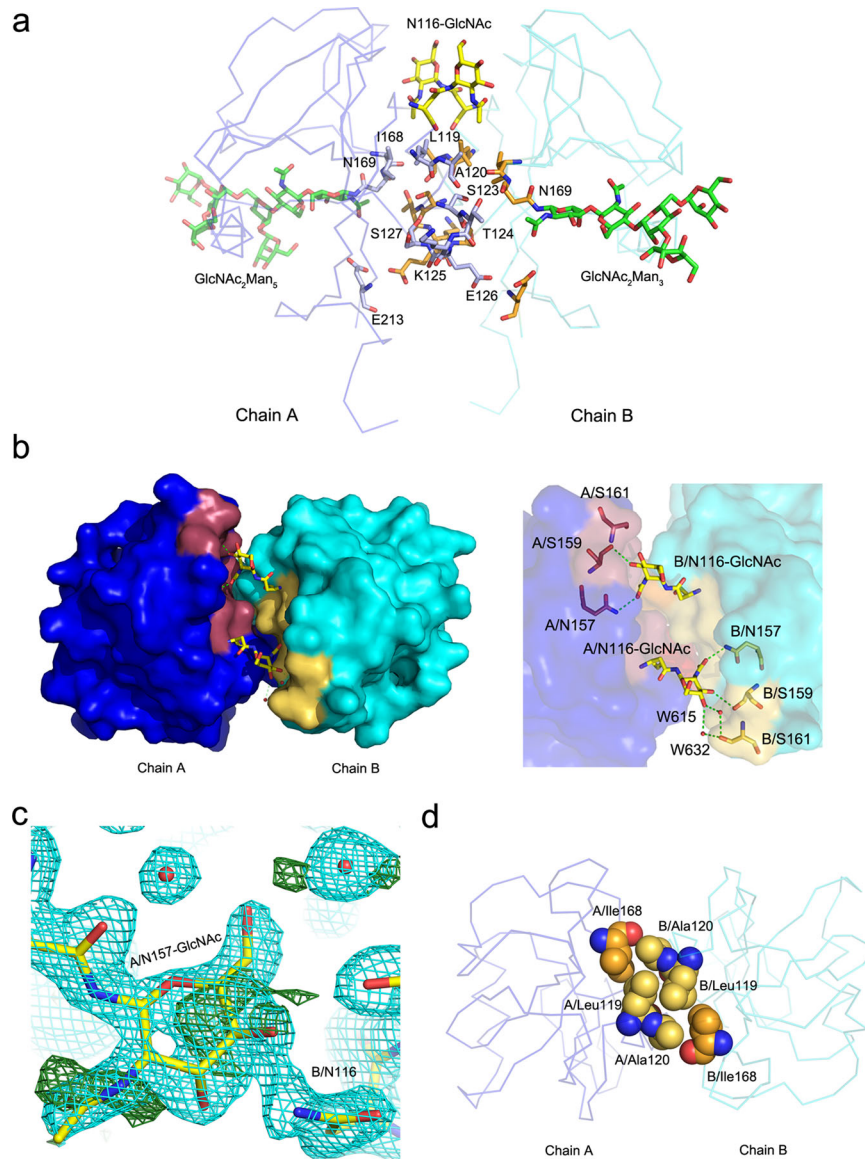 a
N116-GlcNAc
I168
L119
N169
A120
S123
N169
S127
T124
K125
E126
GlcNAc2Man5
GlcNAc2Man3
E213
Chain A
Chain B
b
A/S161
A/S159
B/N116-GlcNAc
A/N157
B/N157
A/N116-GlcNAc
B/S159
W615
W632
B/S161
Chain A
Chain B
c
A/N157-GlcNAc
B/N116
d
A/Ile168
B/Ala120
B/Leu119
A/Leu119
A/Ala120
B/Ile168
Chain A
Chain B